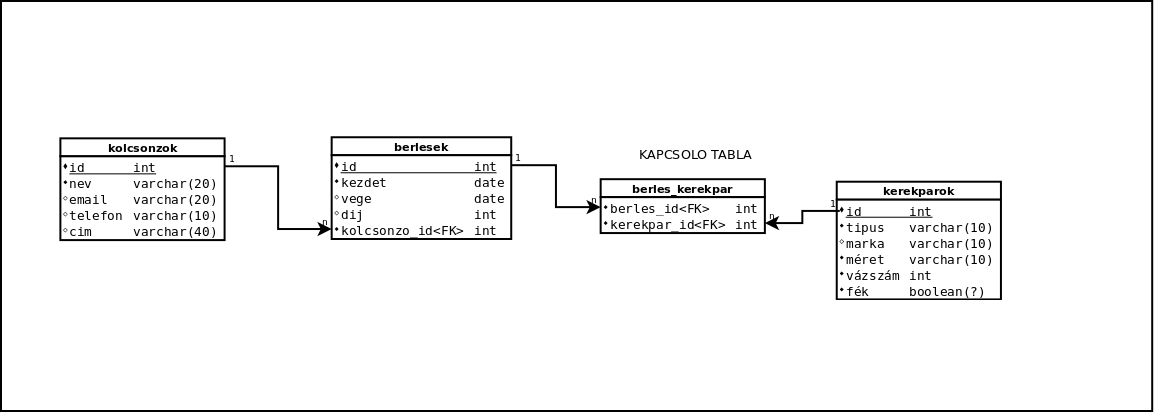 kolcsonzok
id int
nev varchar(20)
email varchar(20)
telefon varchar(10)
cim varchar(40)
1
n
berlesek
id int
kezdet date
vege date
dij int
kolcsonzo_id<FK> int
1
n
KAPCSOLO TABLA
berles_kerekpar
berles_id<FK> int
kerekpar_id<FK> int
n
1
kerekparok
id int
tipus varchar(10)
marka varchar(10)
méret varchar(10)
vázszám int
fék boolean(?)